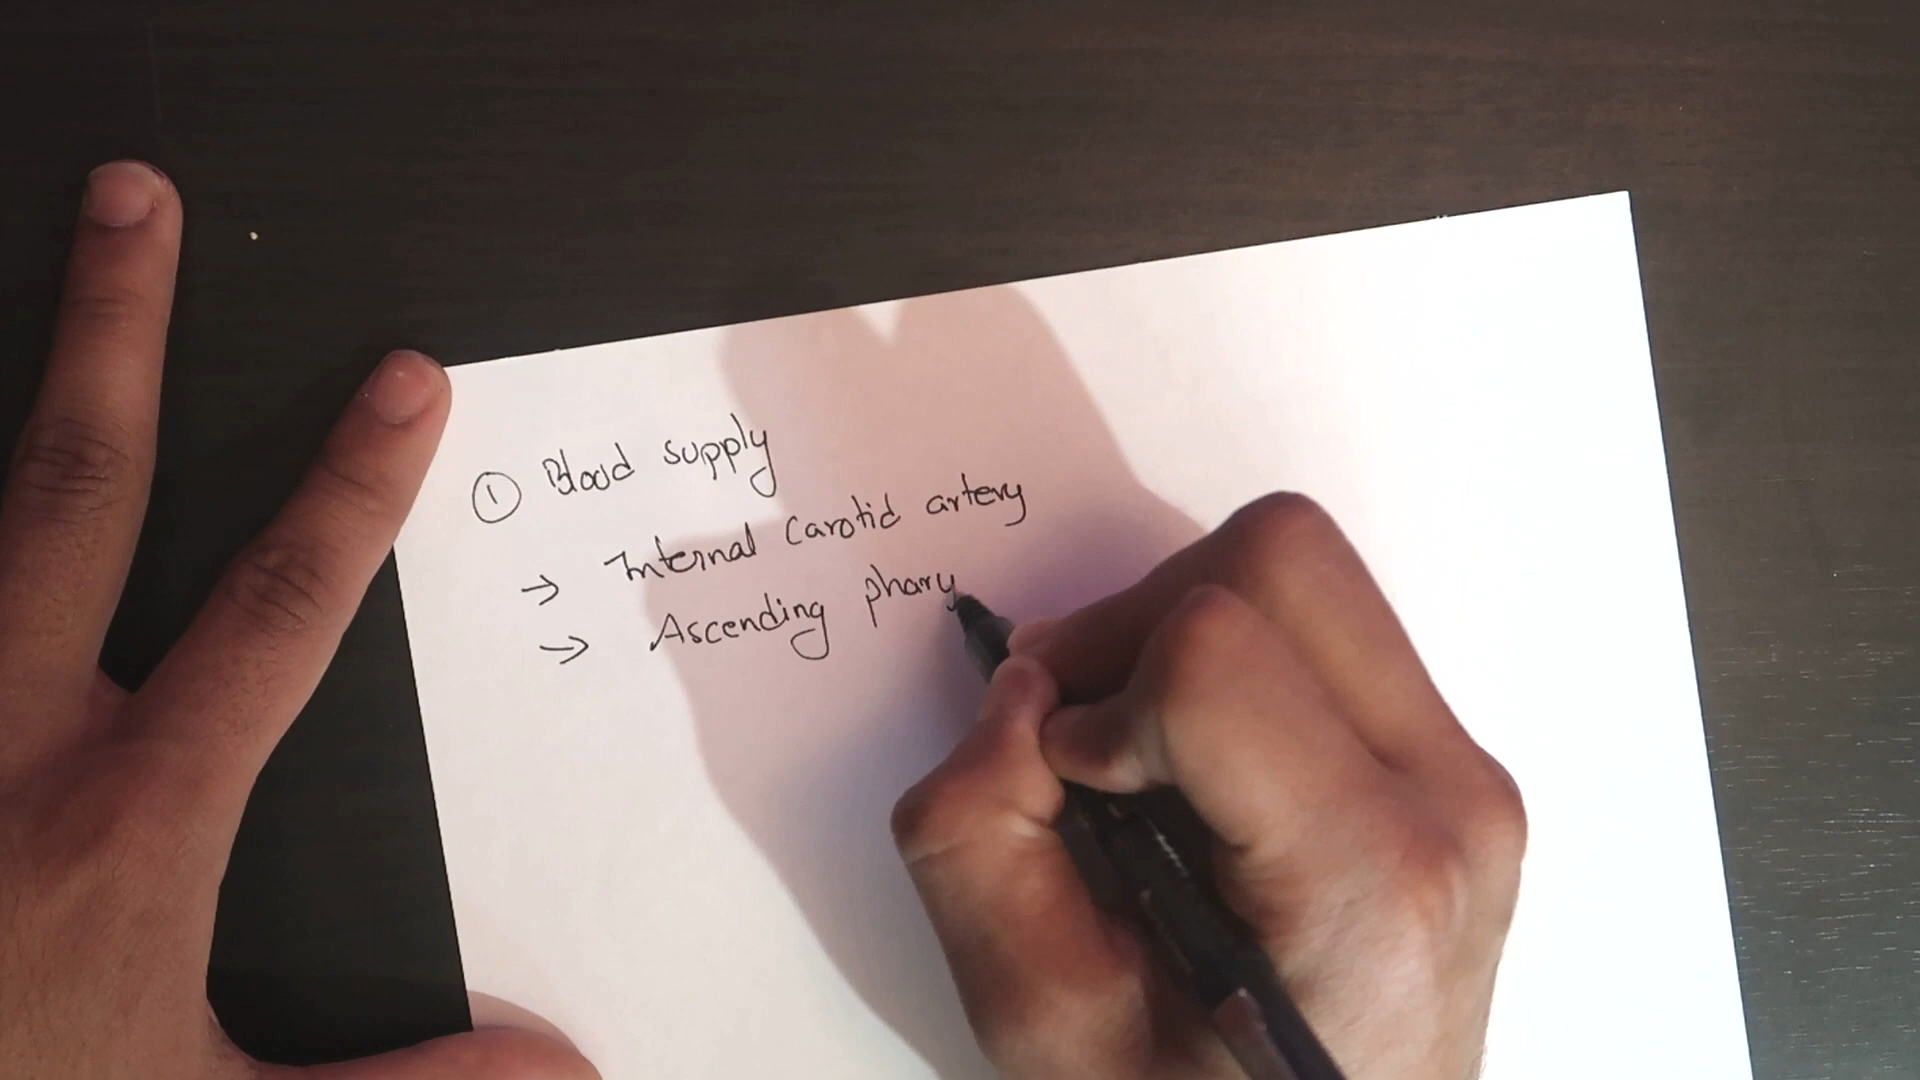 ① Blood supply
→ Internal Carotid artery
→ Ascending phary